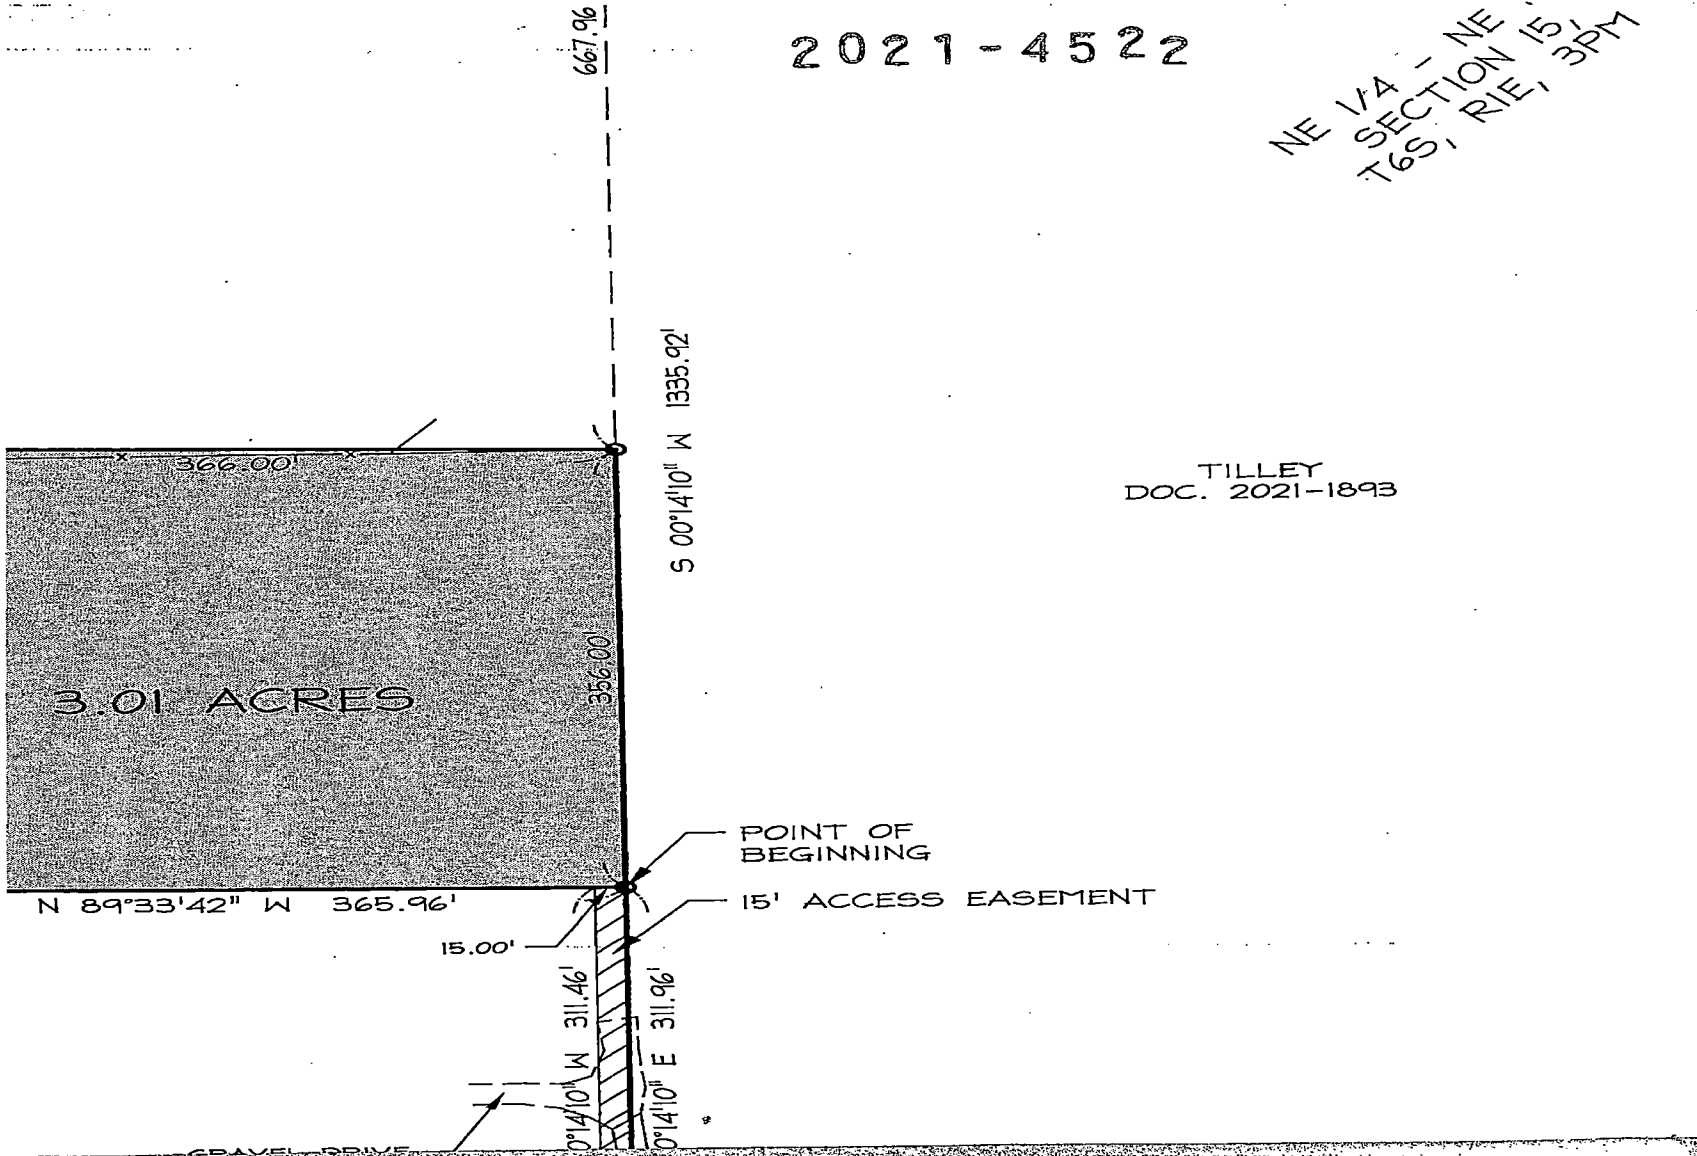 667.96
2021-4522
NE 1/4 - NE
SECTION 15,
T6S, R1E, 3PM
S 00°14'10" W 1335.92'
366.00'
TILLEY
DOC. 2021-1893
356.00'
3.01 ACRES
POINT OF
BEGINNING
15' ACCESS EASEMENT
N 89°33'42" W 365.96'
15.00'
0°14'10" W 311.46'
0°14'10" E 311.96'
GRAVEL DRIVE